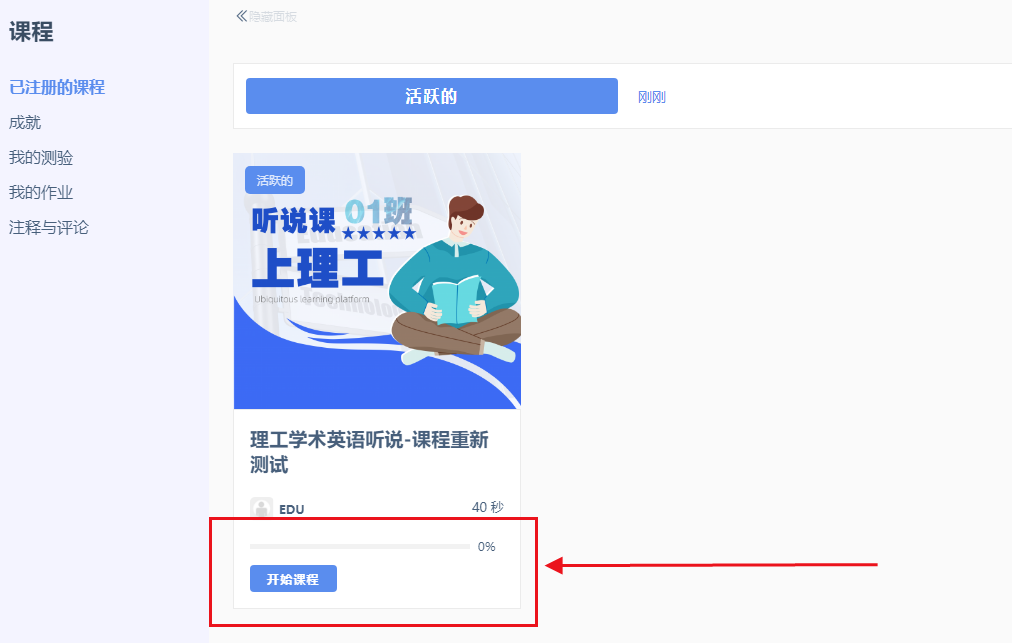 课程
已注册的课程
成就
我的测验
我的作业
注释与评论
隐藏面板
活跃的
刚刚
活跃的
听说课 01班
★★★★★
上理工
Ubiquitous learning platform
理工学术英语听说-课程重新
测试
EDU
40 秒
0%
开始课程